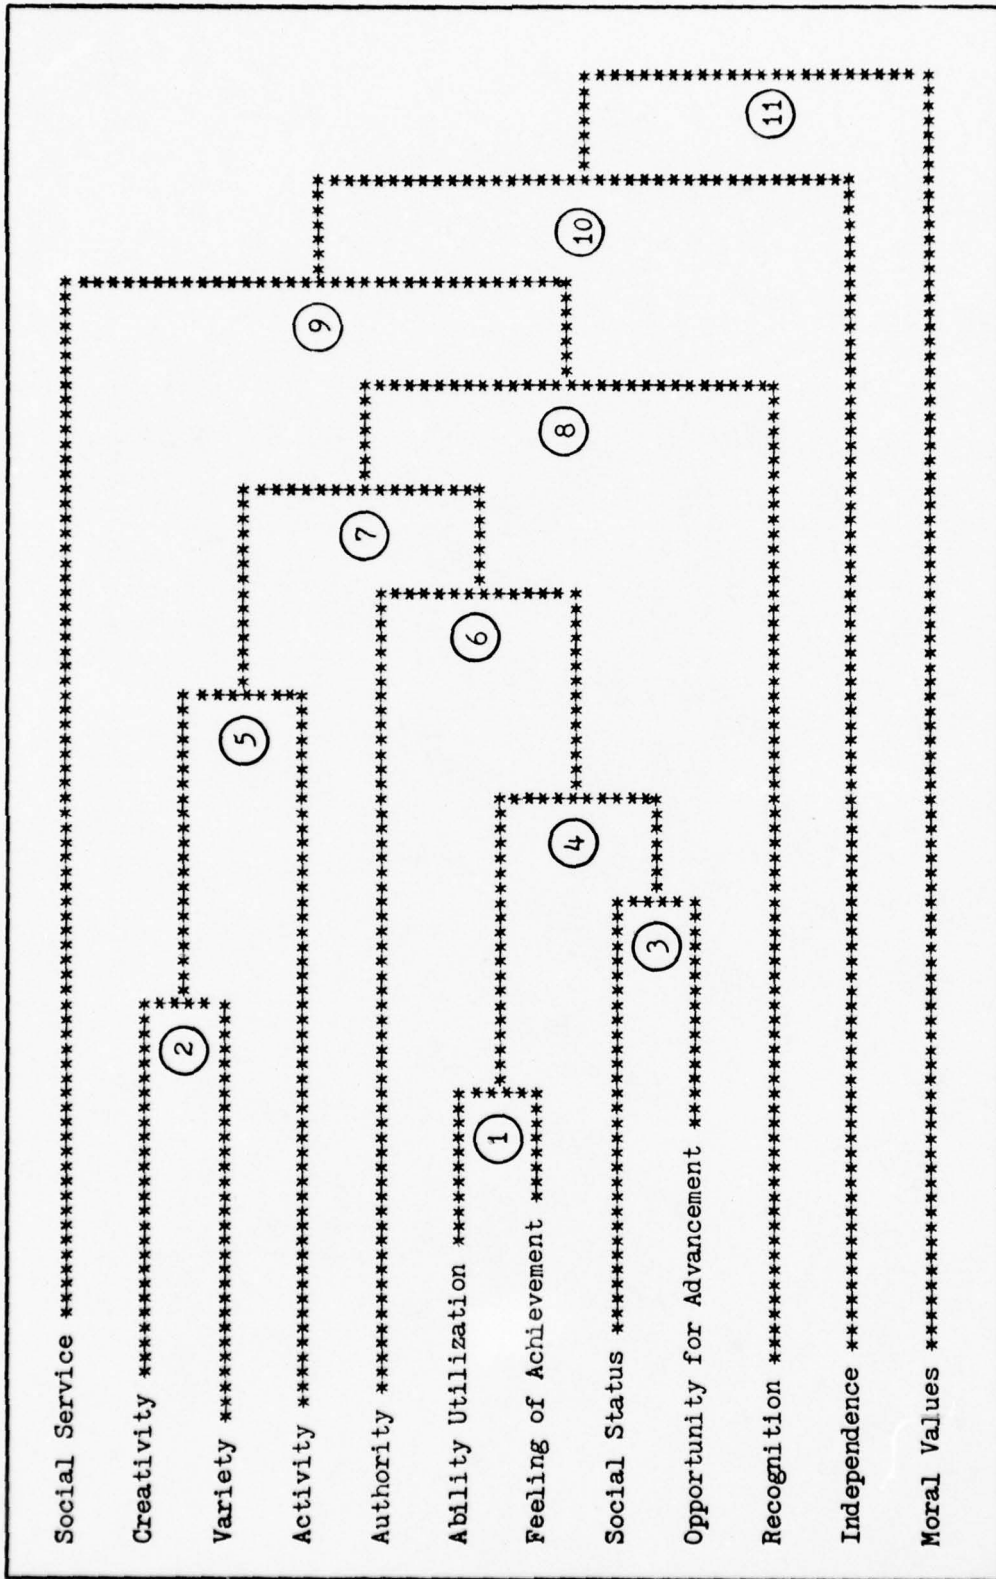 Social Service
Creativity
Variety
Activity
Authority
Ability Utilization
Feeling of Achievement
Social Status
Opportunity for Advancement
Recognition
Independence
Moral Values
1
2
3
4
5
6
7
8
9
10
11